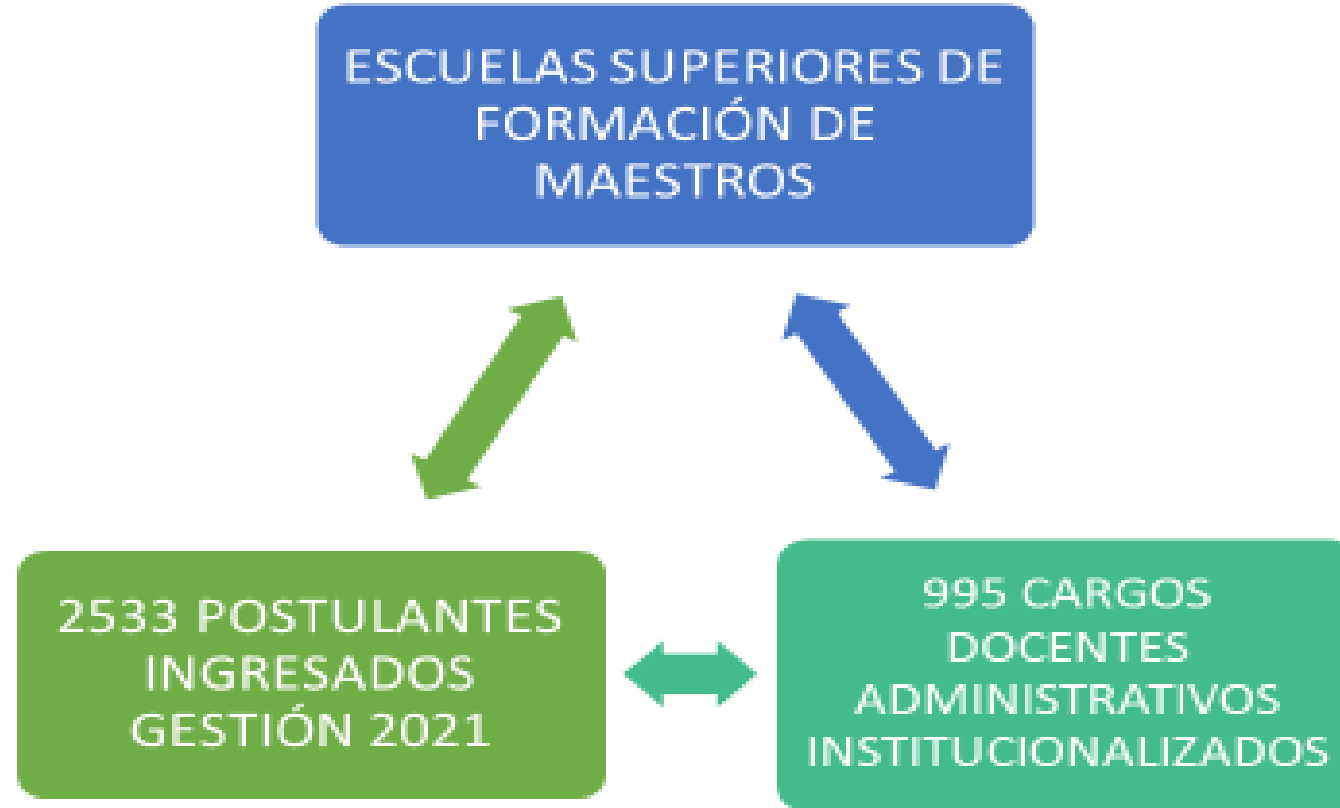 ESCUELAS SUPERIORES DE
FORMACIÓN DE
MAESTROS
2533 POSTULANTES
INGRESADOS
GESTIÓN 2021
995 CARGOS
DOCENTES
ADMINISTRATIVOS
INSTITUCIONALIZADOS